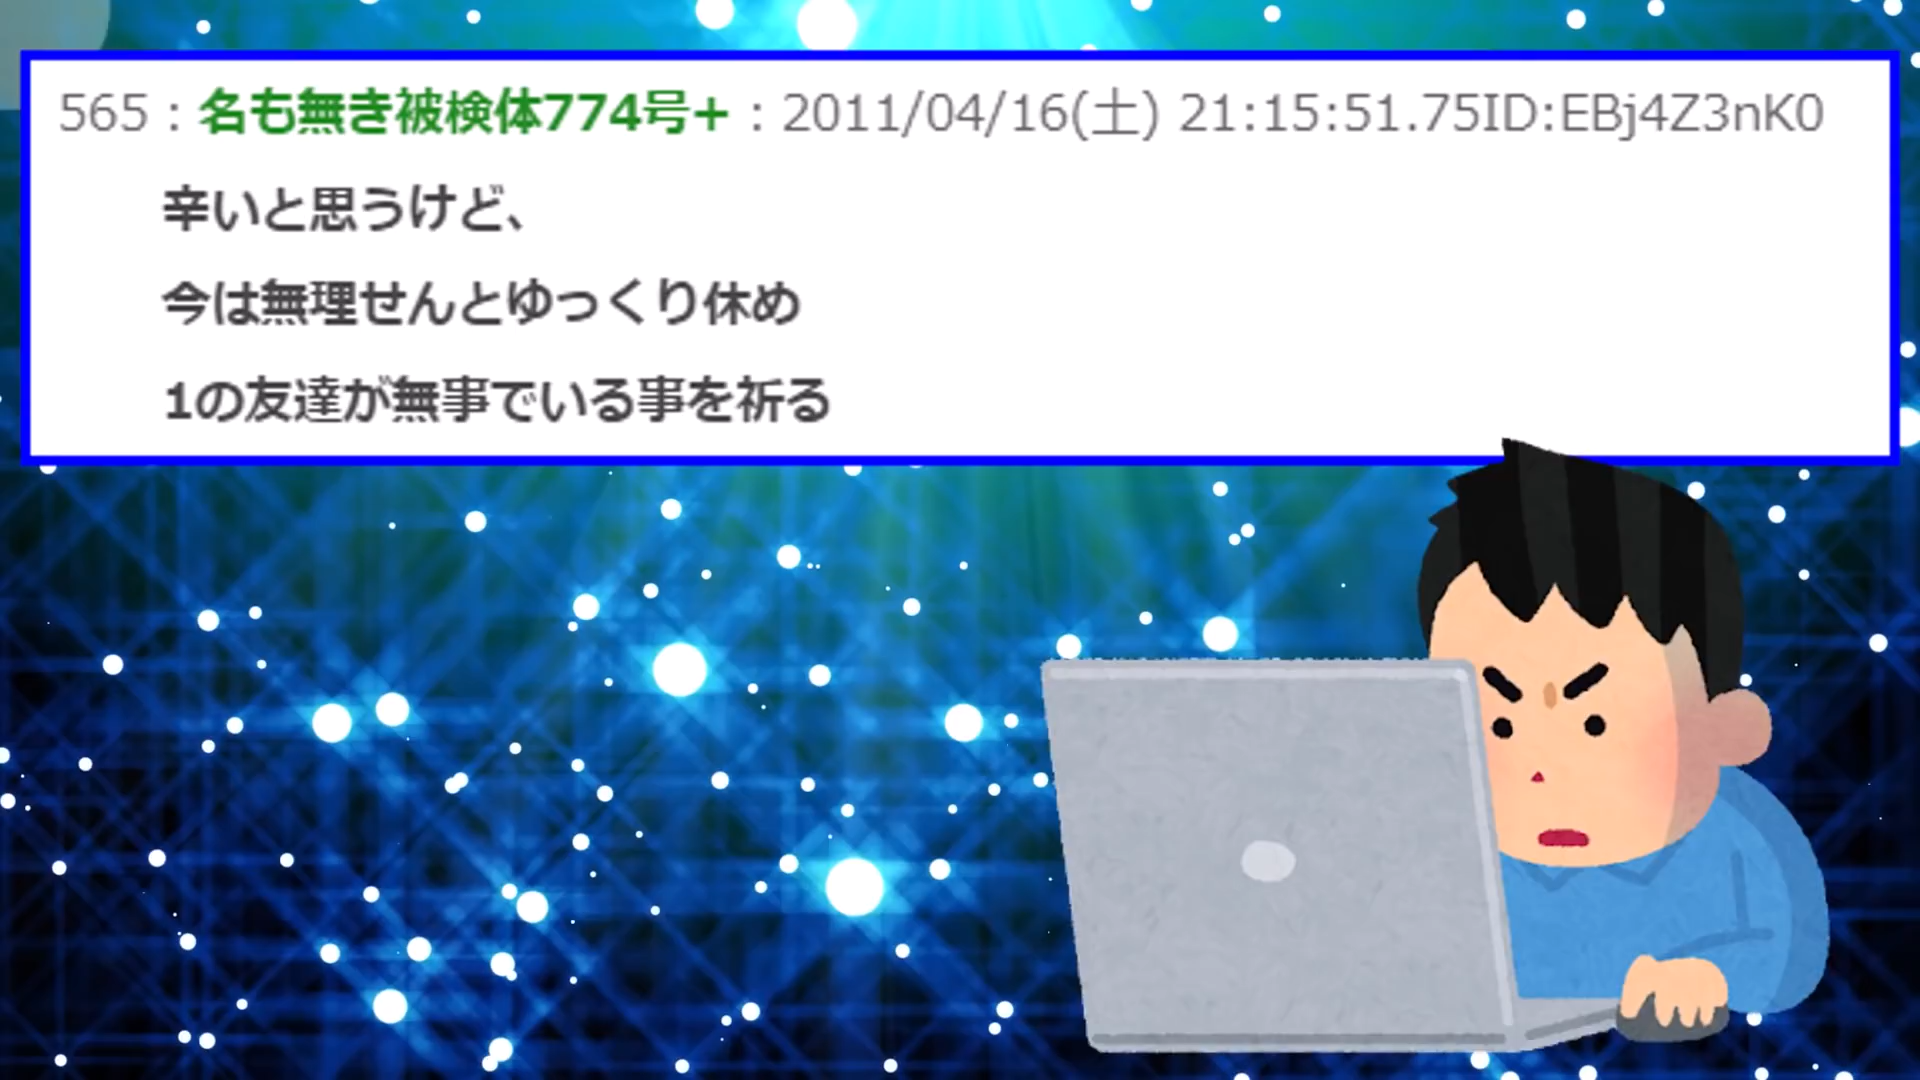 565 : 名も無き被検体774号+ : 2011/04/16(土) 21:15:51.75ID:EBj4Z3nK0
辛いと思うけど、
今は無理せんとゆっくり休め
1の友達が無事でいる事を祈る